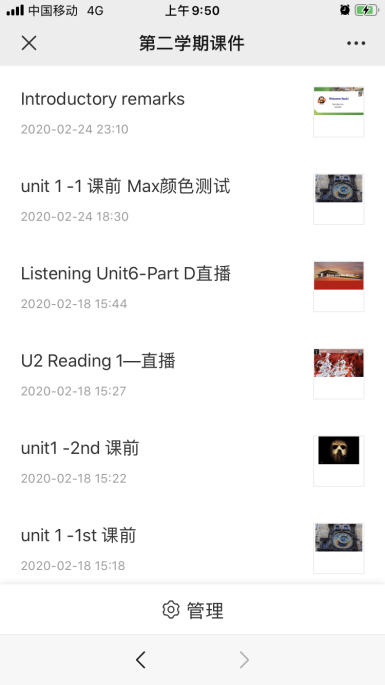 中国移动 4G 上午9:50
第二学期课件
Introductory remarks
2020-02-24 23:10
unit 1 -1 课前 Max颜色测试
2020-02-24 18:30
Listening Unit6-Part D直播
2020-02-18 15:44
U2 Reading 1—直播
2020-02-18 15:27
unit1 -2nd 课前
2020-02-18 15:22
unit 1 -1st 课前
2020-02-18 15:18
管理